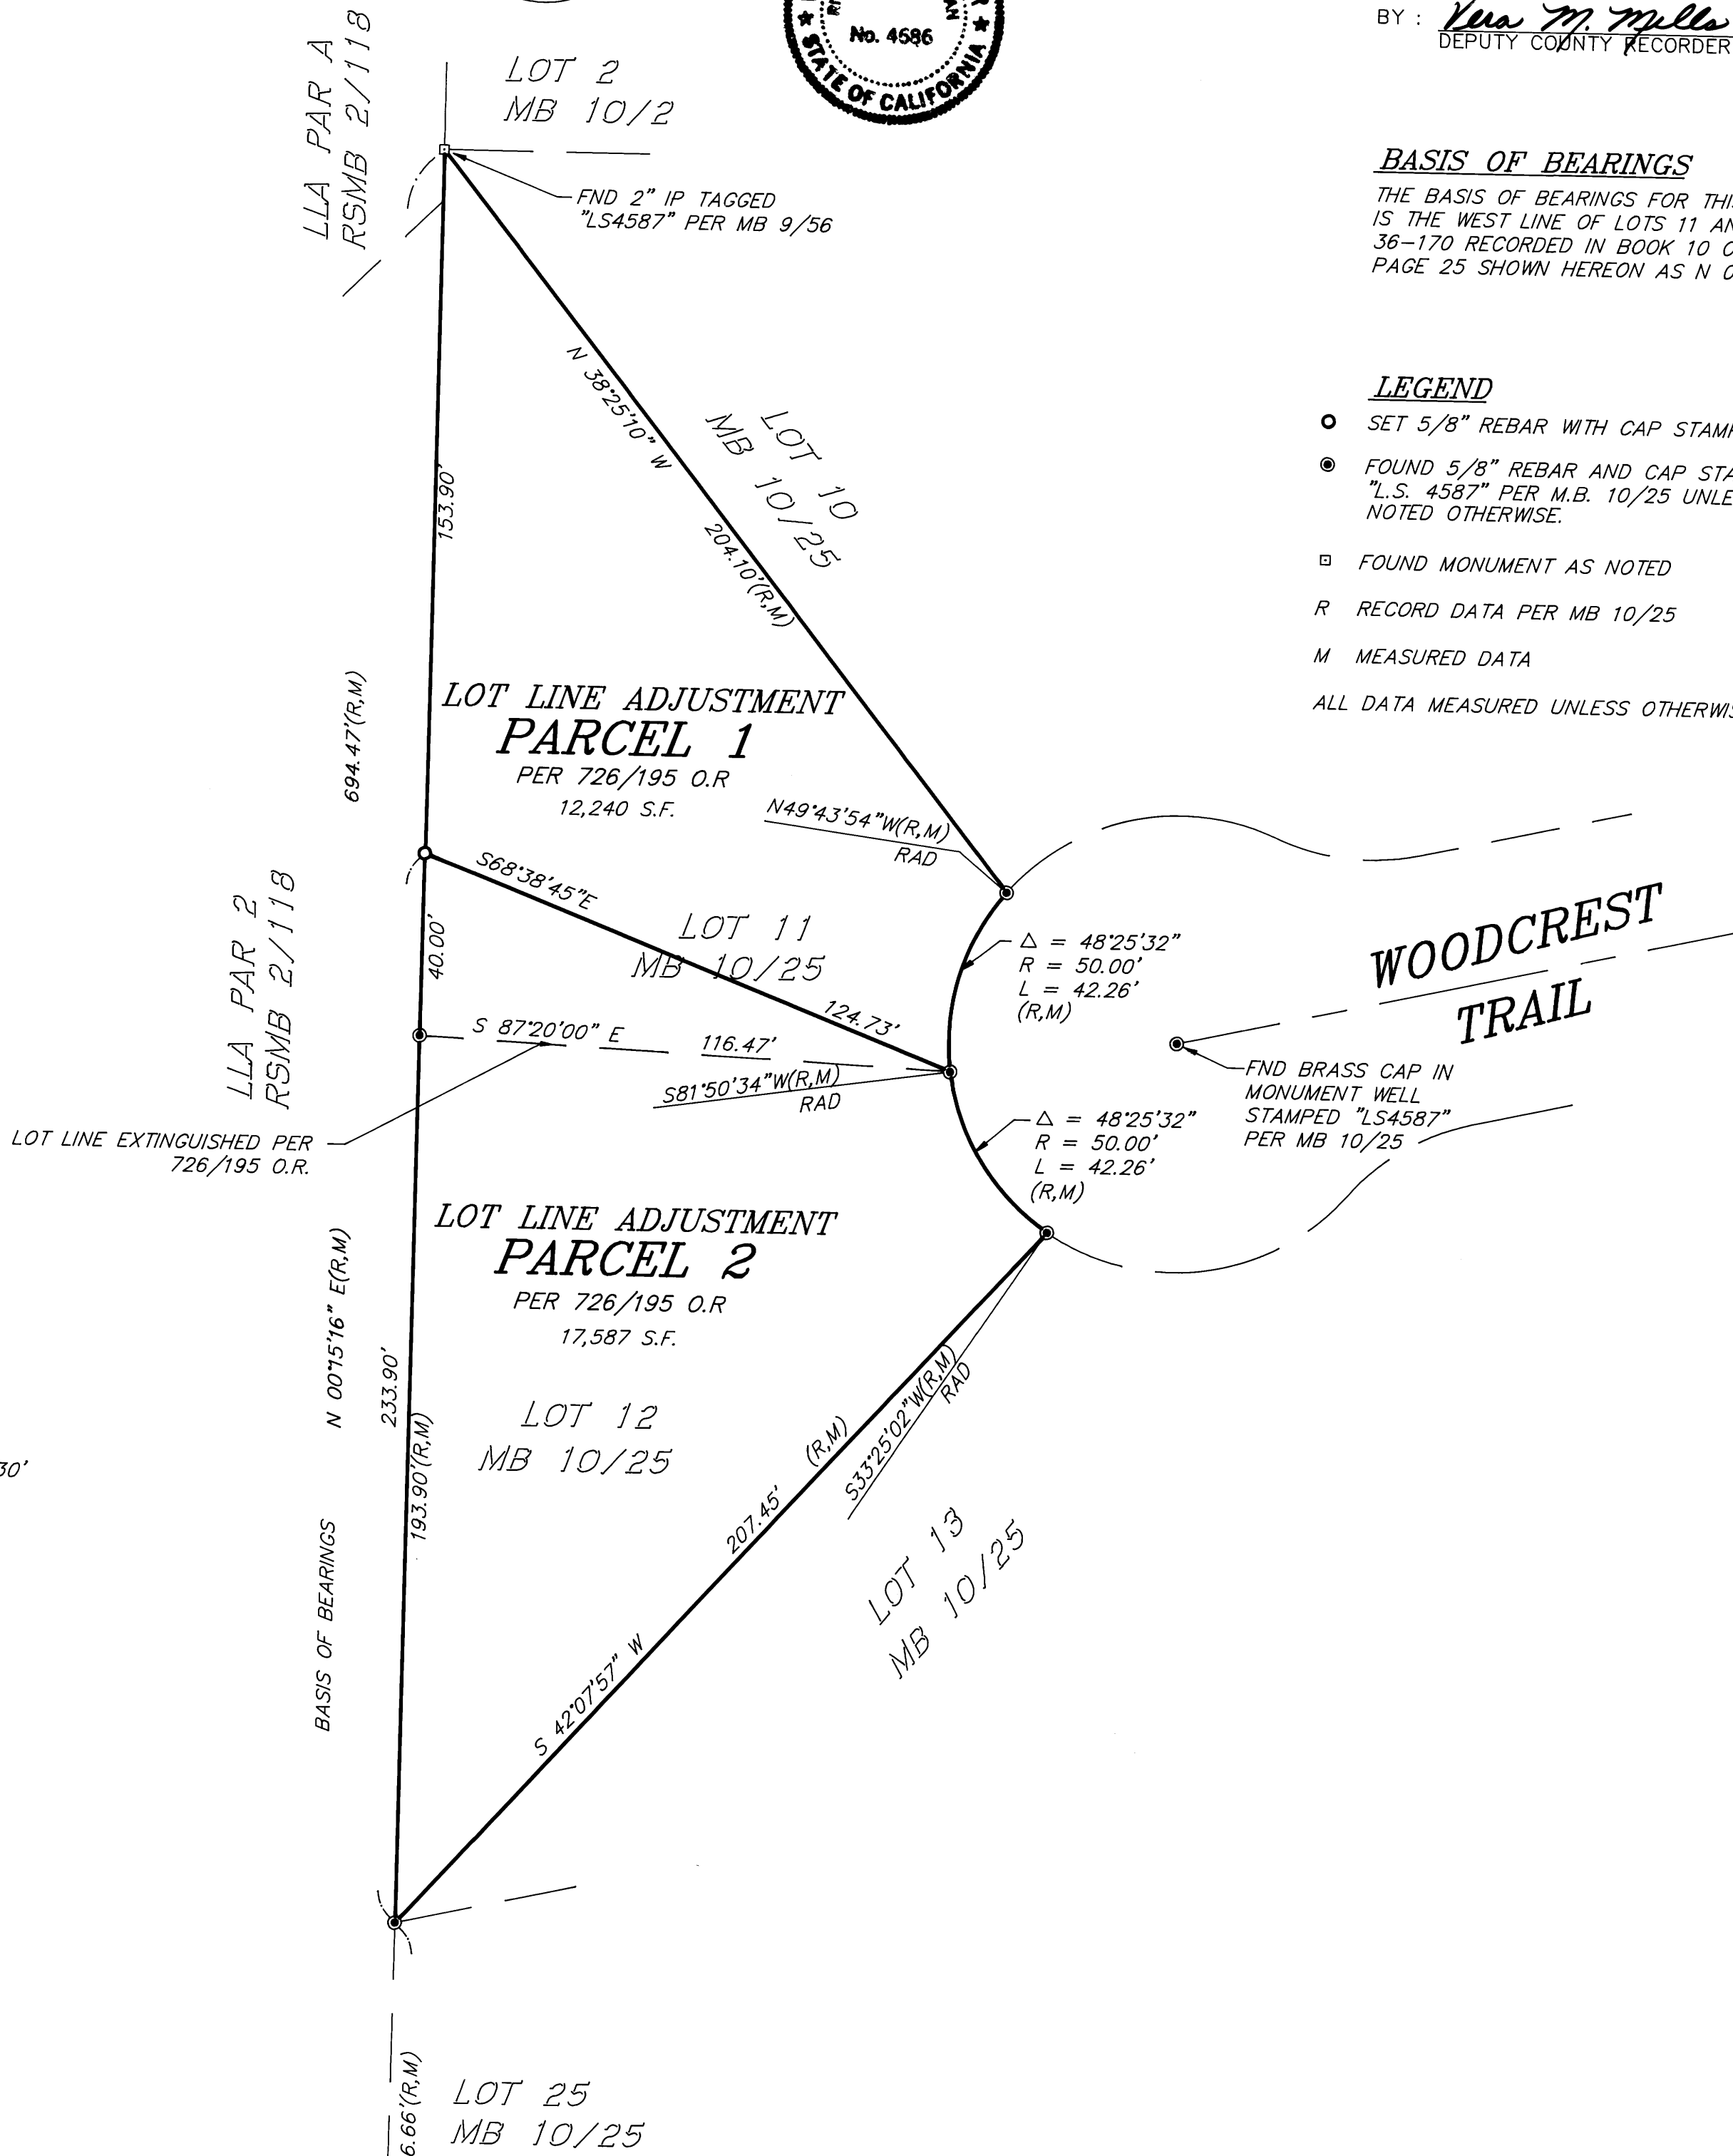 No. 4686
STATE OF CALIFORNIA
BY : Vera M. Mills
DEPUTY COUNTY RECORDER
LLA PAR A
RSMB 2/118
LOT 2
MB 10/2
FND 2" IP TAGGED
"LS4587" PER MB 9/56
BASIS OF BEARINGS
THE BASIS OF BEARINGS FOR THIS
IS THE WEST LINE OF LOTS 11
36-170 RECORDED IN BOOK 10
PAGE 25 SHOWN HEREON AS N
LEGEND
SET 5/8" REBAR WITH CAP
FOUND 5/8" REBAR AND CAP
"L.S. 4587" PER M.B. 10/25
NOTED OTHERWISE.
FOUND MONUMENT AS NOTED
R RECORD DATA PER MB 10/25
M MEASURED DATA
ALL DATA MEASURED UNLESS
N 38°25'10" W
204.10'(R,M)
LOT 10
MB 10/25
153.90'
694.47'(R,M)
LOT LINE ADJUSTMENT
PARCEL 1
PER 726/195 O.R
12,240 S.F.
N49°43'54"W(R,M)
RAD
S68°38'45"E
124.73'
LOT 11
MB 10/25
40.00'
LLA PAR 2
RSMB 2/118
S 87°20'00" E 116.47'
S81°50'34"W(R,M)
RAD
△ = 48°25'32"
R = 50.00'
L = 42.26'
(R,M)
WOODCREST
TRAIL
FND BRASS CAP IN
MONUMENT WELL
STAMPED "LS4587"
PER MB 10/25
△ = 48°25'32"
R = 50.00'
L = 42.26'
(R,M)
LOT LINE EXTINGUISHED PER
726/195 O.R.
LOT LINE ADJUSTMENT
PARCEL 2
PER 726/195 O.R
17,587 S.F.
BASIS OF BEARINGS N 00°15'16" E(R,M)
233.90'
193.90'(R,M)
LOT 12
MB 10/25
S33°25'02"W(R,M)
RAD
S 42°07'57" W 207.45' (R,M)
LOT 13
MB 10/25
30'
6.66'(R,M)
LOT 25
MB 10/25